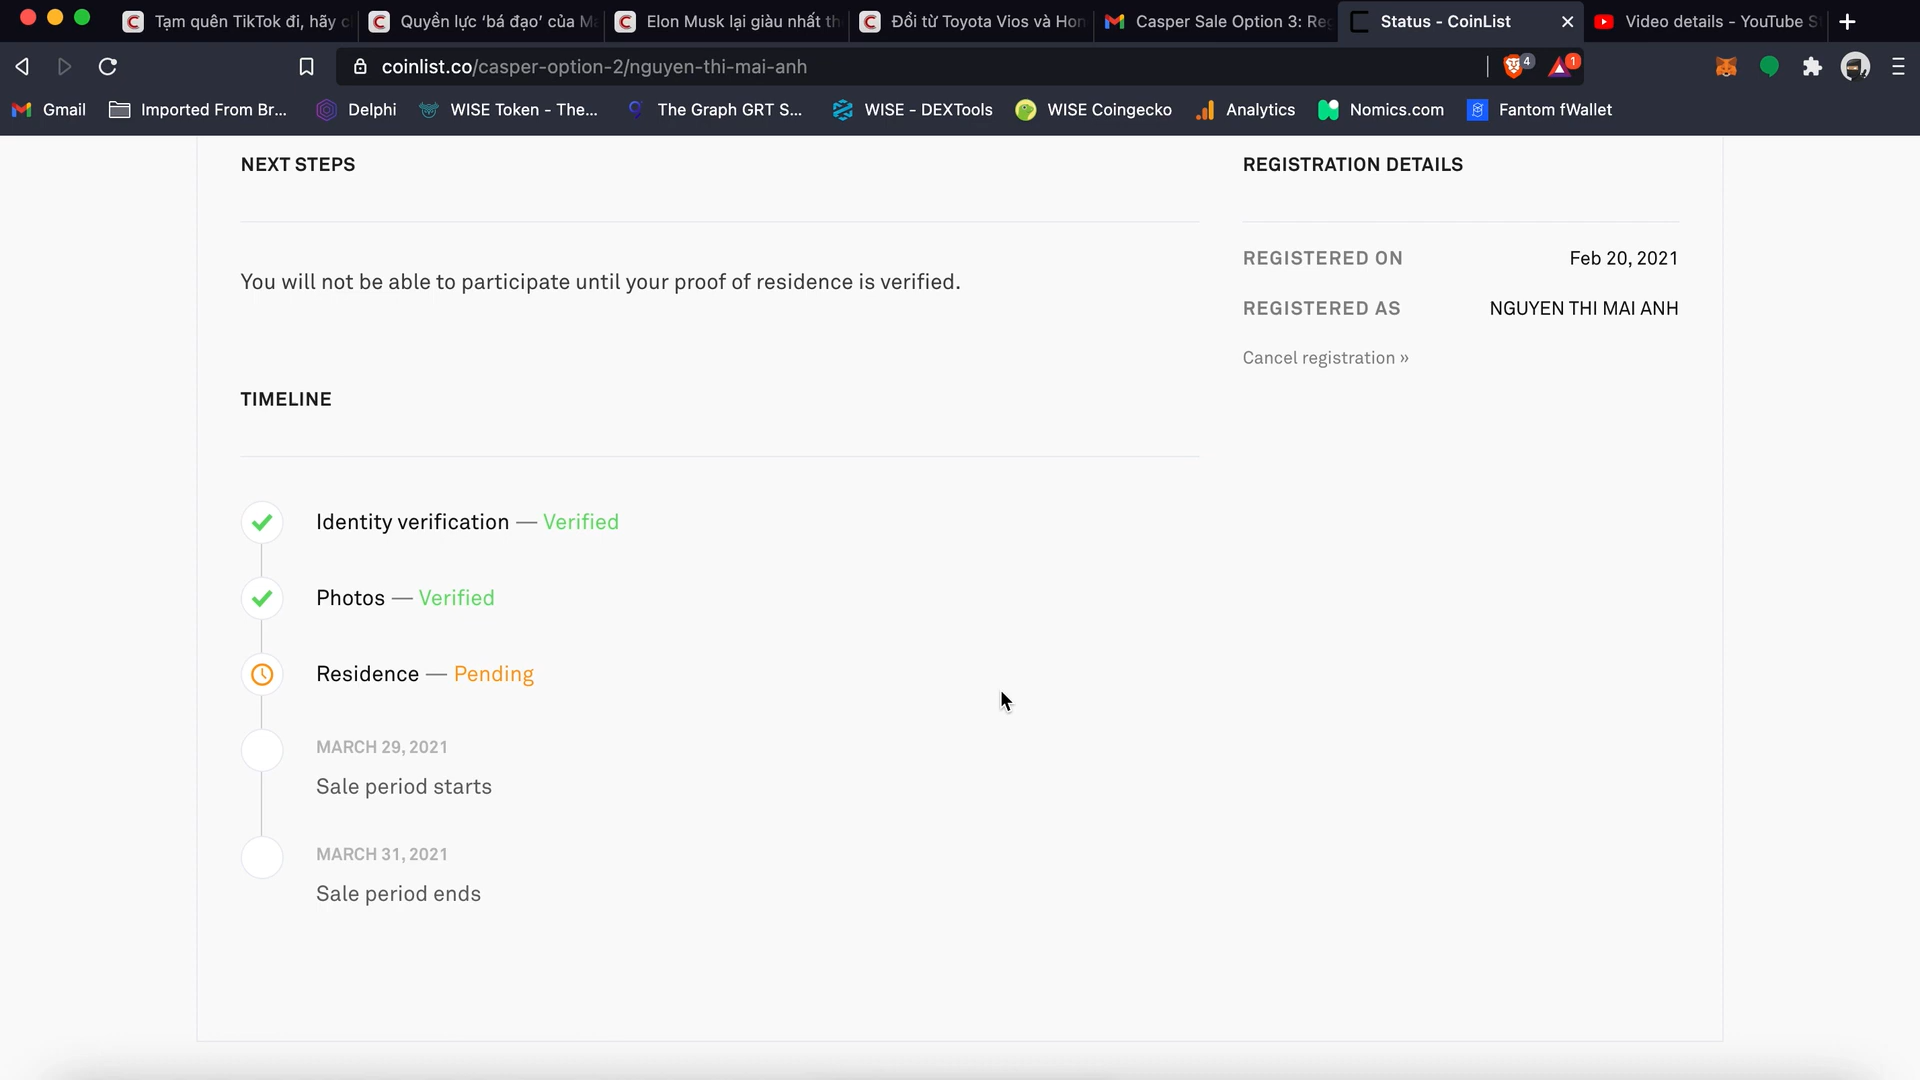 Tạm quên TikTok đi, hãy
Quyền lực 'bá đạo' của
Elon Musk lại giàu nhất
Đổi từ Toyota Vios và
Casper Sale Option 3:
Status - CoinList
Video details - YouTube
coinlist.co/casper-option-2/nguyen-thi-mai-anh
4
1
Gmail
Imported From Br...
Delphi
WISE Token - The...
The Graph GRT S...
WISE - DEXTools
WISE Coingecko
Analytics
Nomics.com
Fantom fWallet
NEXT STEPS
You will not be able to participate until your proof of residence is verified.
REGISTRATION DETAILS
REGISTERED ON Feb 20, 2021
REGISTERED AS NGUYEN THI MAI ANH
Cancel registration »
TIMELINE
Identity verification — Verified
Photos — Verified
Residence — Pending
MARCH 29, 2021
Sale period starts
MARCH 31, 2021
Sale period ends